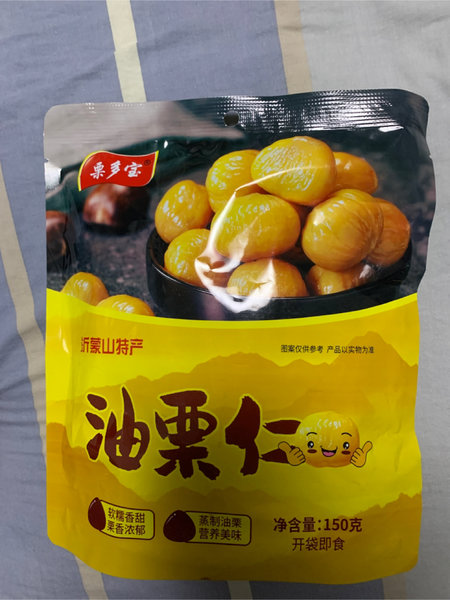 栗多宝®
沂蒙山特产
图案仅供参考 产品以实物为准
油栗仁
软糯香甜
栗香浓郁
蒸制油栗
营养美味
净含量:150克
开袋即食